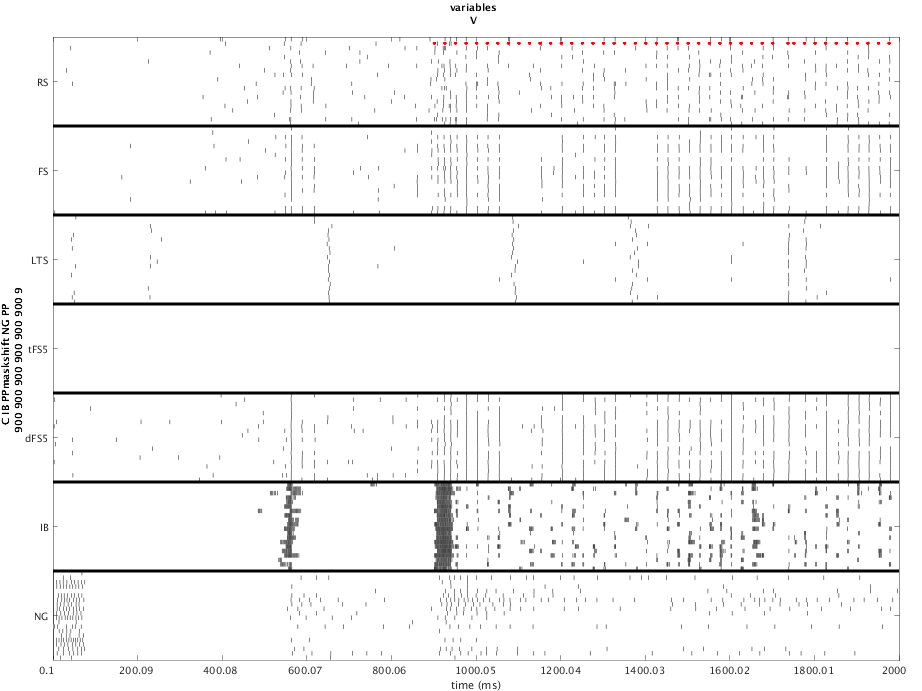 variables
V
C IB PPmaskshift NG PP
900 900 900 900 900 900 9
RS
FS
LTS
tFS5
dFS5
IB
NG
0.1 200.09 400.08 600.07 800.06 1000.05 1200.04 1400.03 1600.02 1800.01 2000
time (ms)